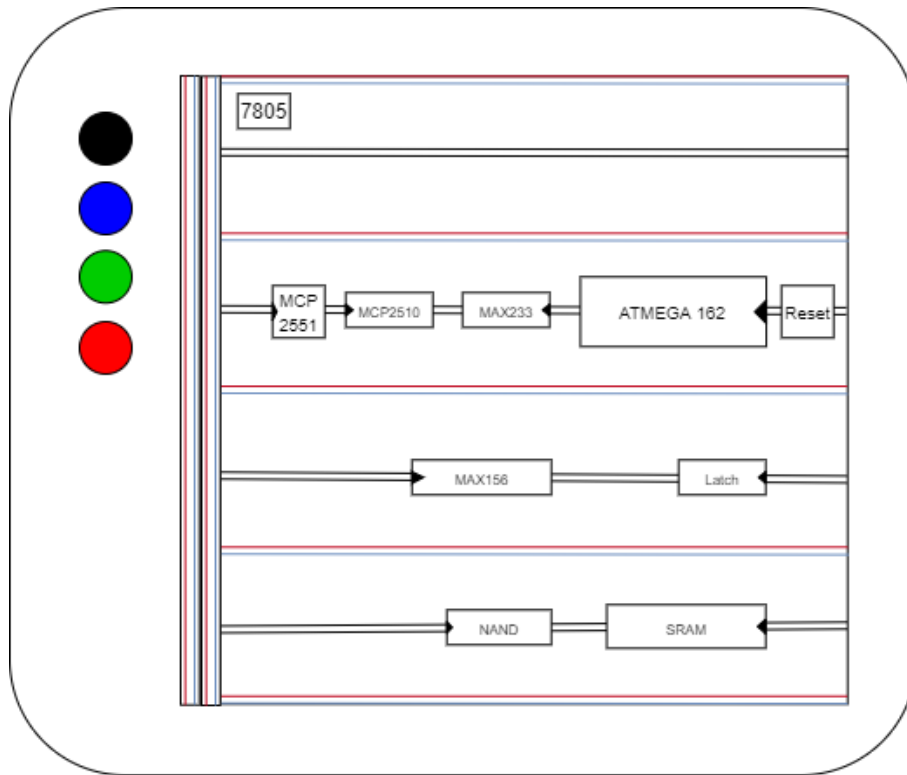 7805
MCP
2551
MCP2510
MAX233
ATMEGA 162
Reset
MAX156
Latch
NAND
SRAM